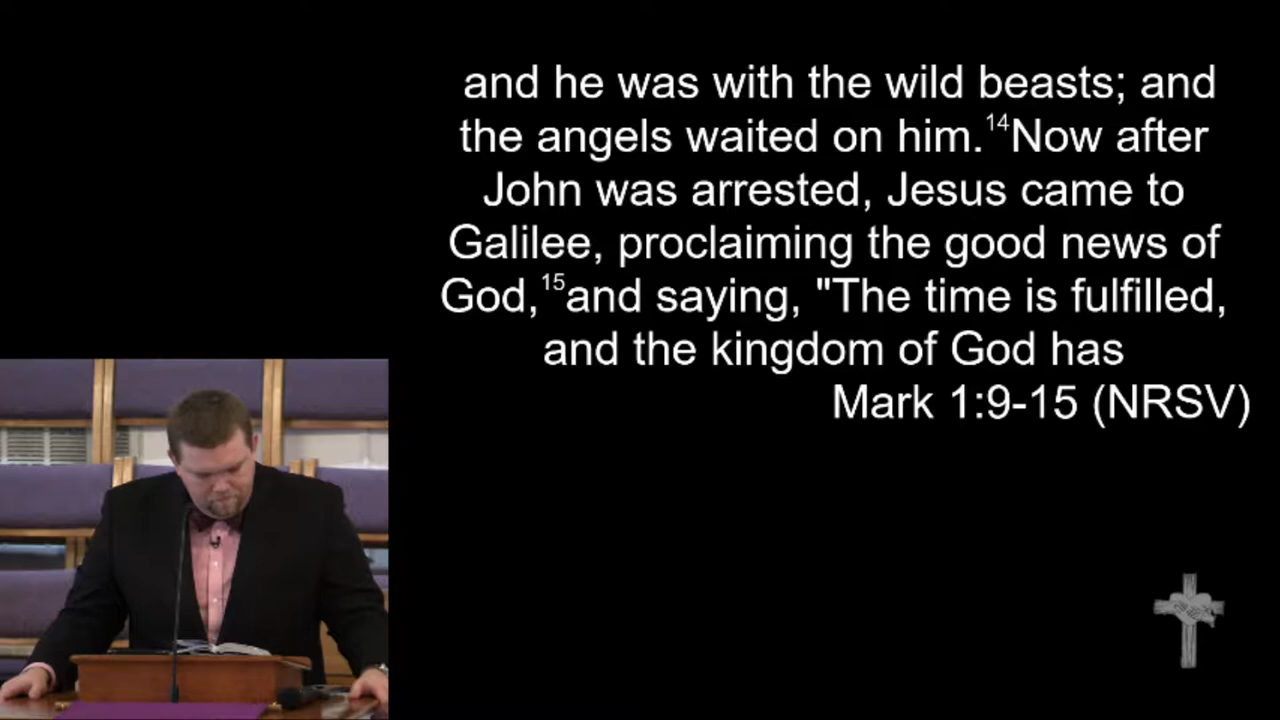 and he was with the wild beasts; and
the angels waited on him.¹⁴Now after
John was arrested, Jesus came to
Galilee, proclaiming the good news of
God,¹⁵and saying, "The time is fulfilled,
and the kingdom of God has
Mark 1:9-15 (NRSV)